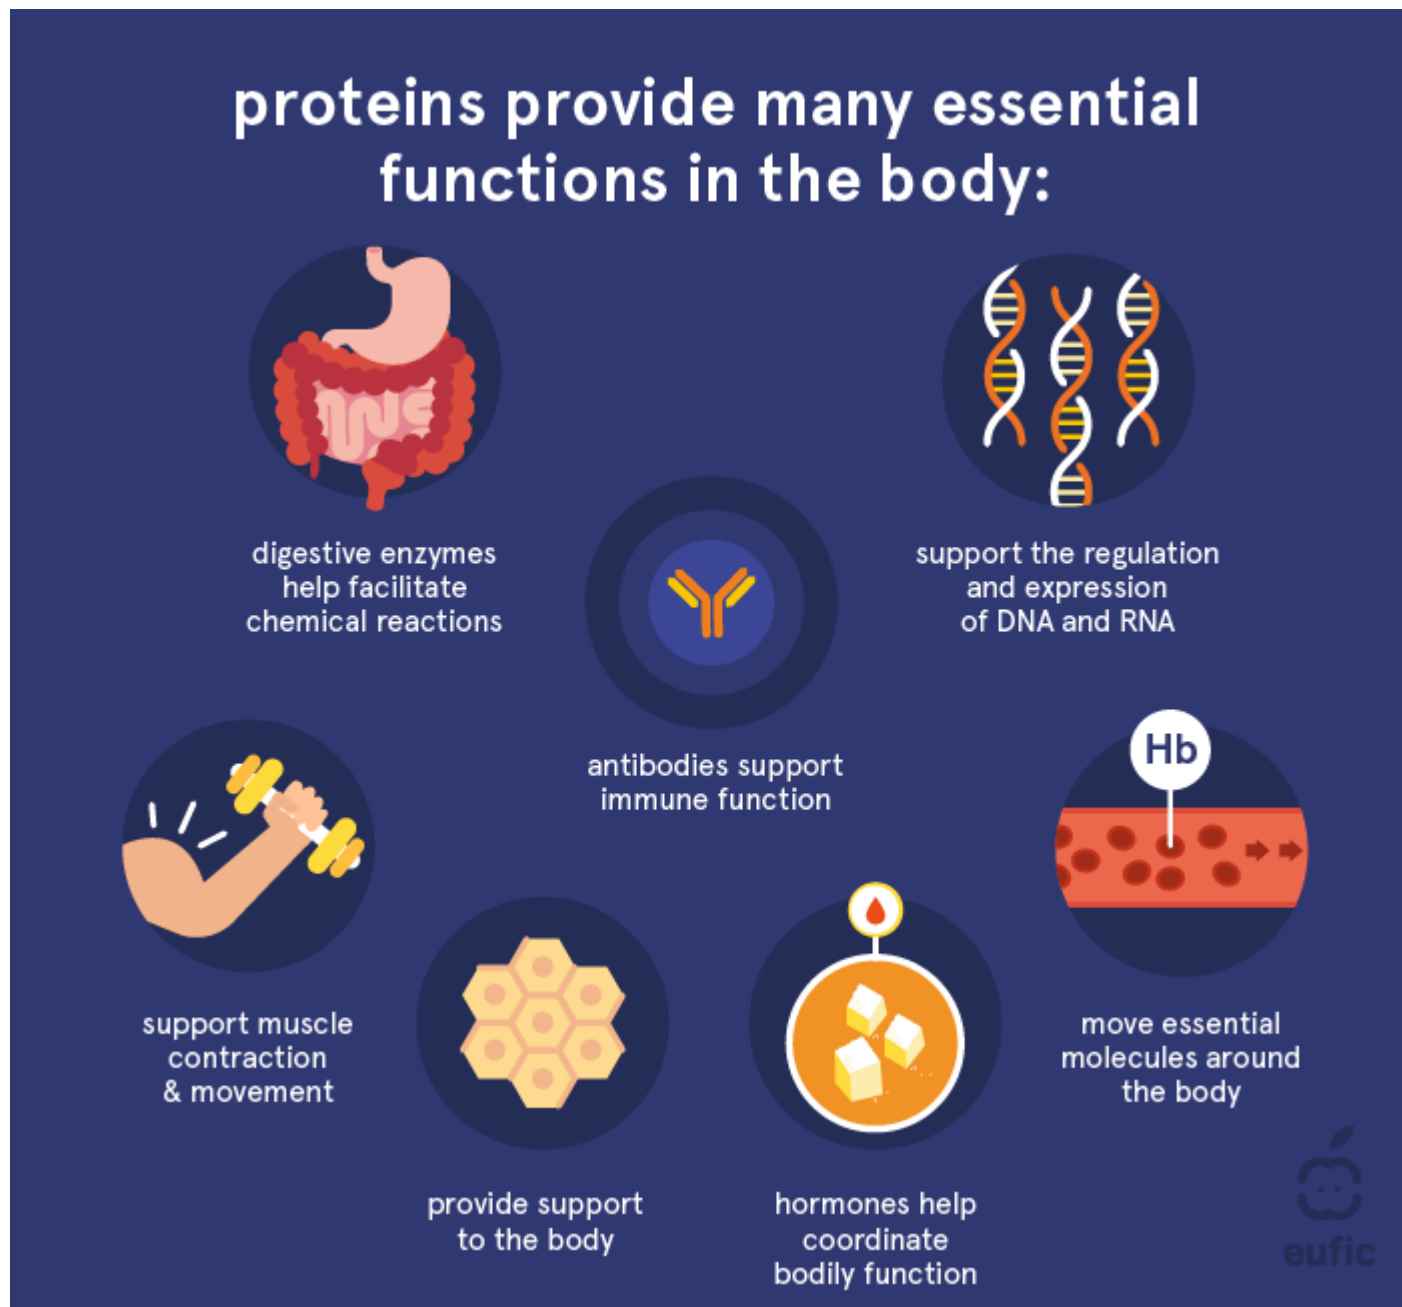 proteins provide many essential
functions in the body:
digestive enzymes
help facilitate
chemical reactions
support the regulation
and expression
of DNA and RNA
antibodies support
immune function
Hb
support muscle
contraction
& movement
move essential
molecules around
the body
provide support
to the body
hormones help
coordinate
bodily function
eufic